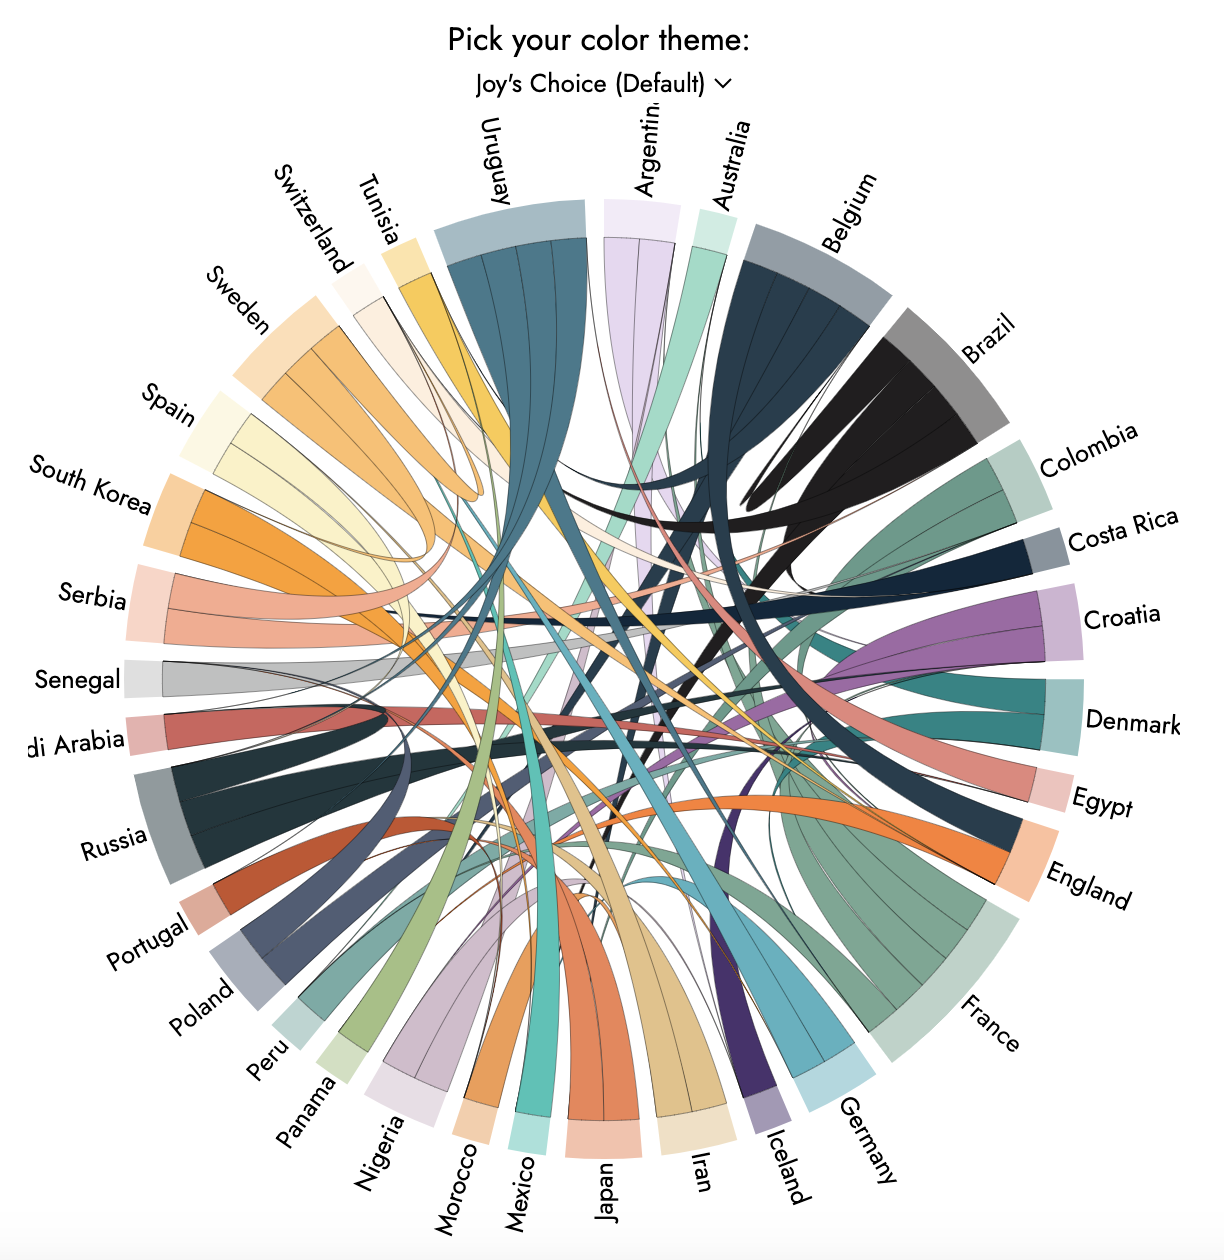 Pick your color theme:
Joy's Choice (Default)
Argentin
Australia
Belgium
Brazil
Colombia
Costa Rica
Croatia
Denmark
Egypt
England
France
Germany
Iceland
Iran
Japan
Mexico
Morocco
Nigeria
Panama
Peru
Poland
Portugal
Russia
di Arabia
Senegal
Serbia
South Korea
Spain
Sweden
Switzerland
Tunisia
Uruguay